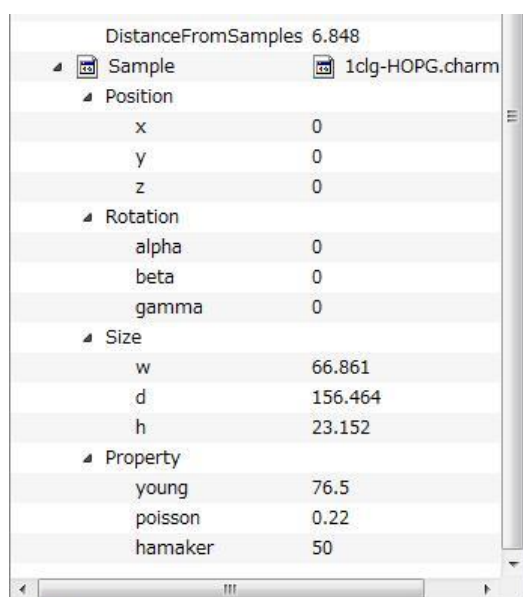 DistanceFromSamples 6.848
Sample 1clg-HOPG.charm
Position
x 0
y 0
z 0
Rotation
alpha 0
beta 0
gamma 0
Size
w 66.861
d 156.464
h 23.152
Property
young 76.5
poisson 0.22
hamaker 50